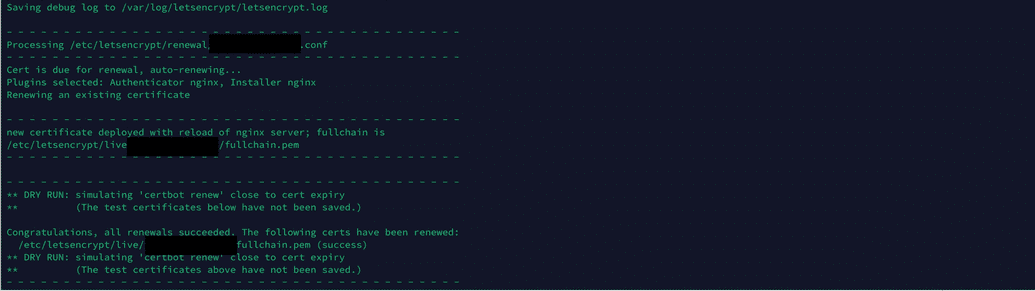 Saving debug log to /var/log/letsencrypt/letsencrypt.log
- - - - - - - - - - - - - - - - - - - - - - - - - - - - - - - - - - - - - - - -
Processing /etc/letsencrypt/renewal/ .conf
- - - - - - - - - - - - - - - - - - - - - - - - - - - - - - - - - - - - - - - -
Cert is due for renewal, auto-renewing...
Plugins selected: Authenticator nginx, Installer nginx
Renewing an existing certificate
- - - - - - - - - - - - - - - - - - - - - - - - - - - - - - - - - - - - - - - -
new certificate deployed with reload of nginx server; fullchain is
/etc/letsencrypt/live /fullchain.pem
- - - - - - - - - - - - - - - - - - - - - - - - - - - - - - - - - - - - - - - -
- - - - - - - - - - - - - - - - - - - - - - - - - - - - - - - - - - - - - - - -
** DRY RUN: simulating 'certbot renew' close to cert expiry
**          (The test certificates below have not been saved.)
Congratulations, all renewals succeeded. The following certs have been renewed:
  /etc/letsencrypt/live/ fullchain.pem (success)
** DRY RUN: simulating 'certbot renew' close to cert expiry
**          (The test certificates above have not been saved.)
- - - - - - - - - - - - - - - - - - - - - - - - - - - - - - - - - - - - - - - -